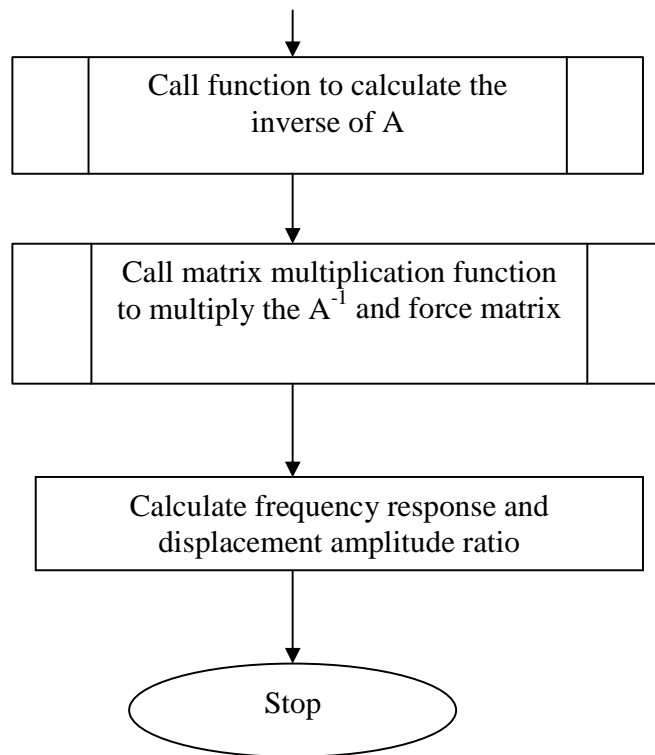 Call function to calculate the
inverse of A
Call matrix multiplication function
to multiply the A⁻¹ and force matrix
Calculate frequency response and
displacement amplitude ratio
Stop